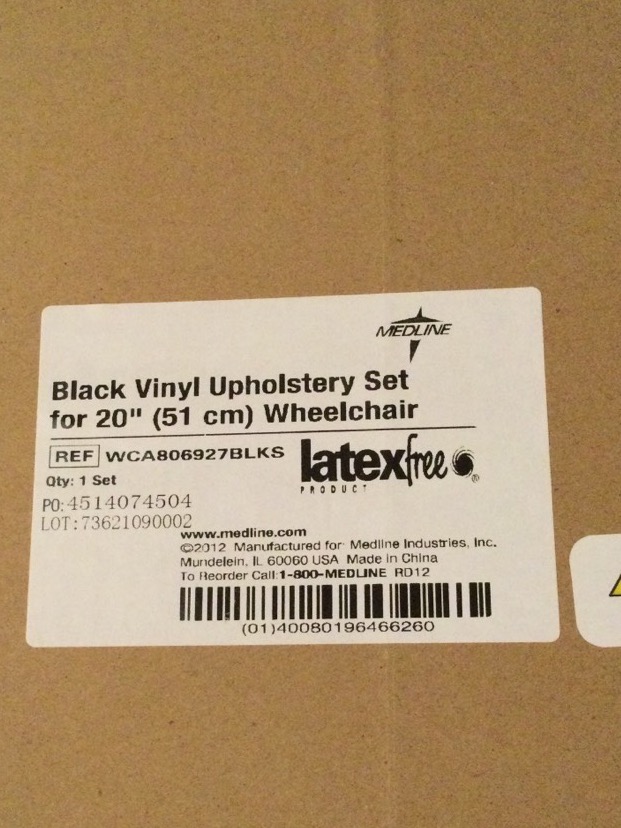 MEDLINE
Black Vinyl Upholstery Set
for 20" (51 cm) Wheelchair
REF WCA806927BLKS
latexfree®
PRODUCT
Qty: 1 Set
PO:4514074504
LOT:73621090002
www.medline.com
©2012 Manufactured for Medline Industries, Inc.
Mundelein, IL 60060 USA Made in China
To Reorder Call:1-800-MEDLINE RD12
(01)40080196466260